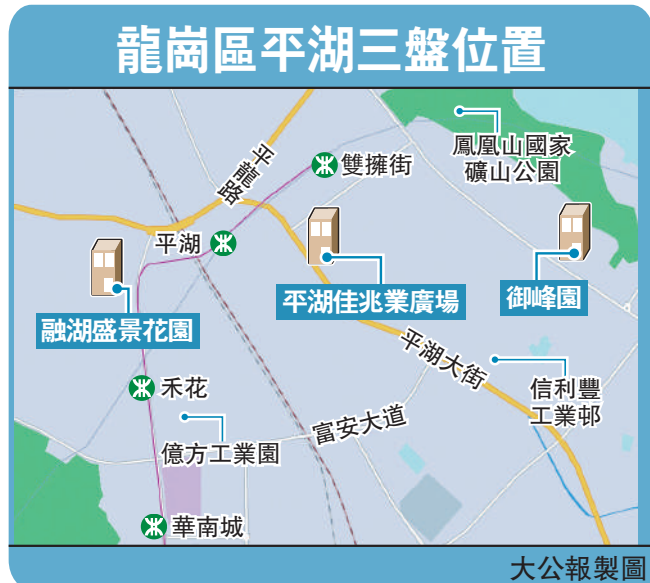 龍崗區平湖三盤位置
鳳凰山國家
礦山公園
平龍路
雙擁街
平湖
御峰園
平湖佳兆業廣場
融湖盛景花園
平湖大街
信利豐
工業邨
禾花
富安大道
億方工業園
華南城
大公報製圖